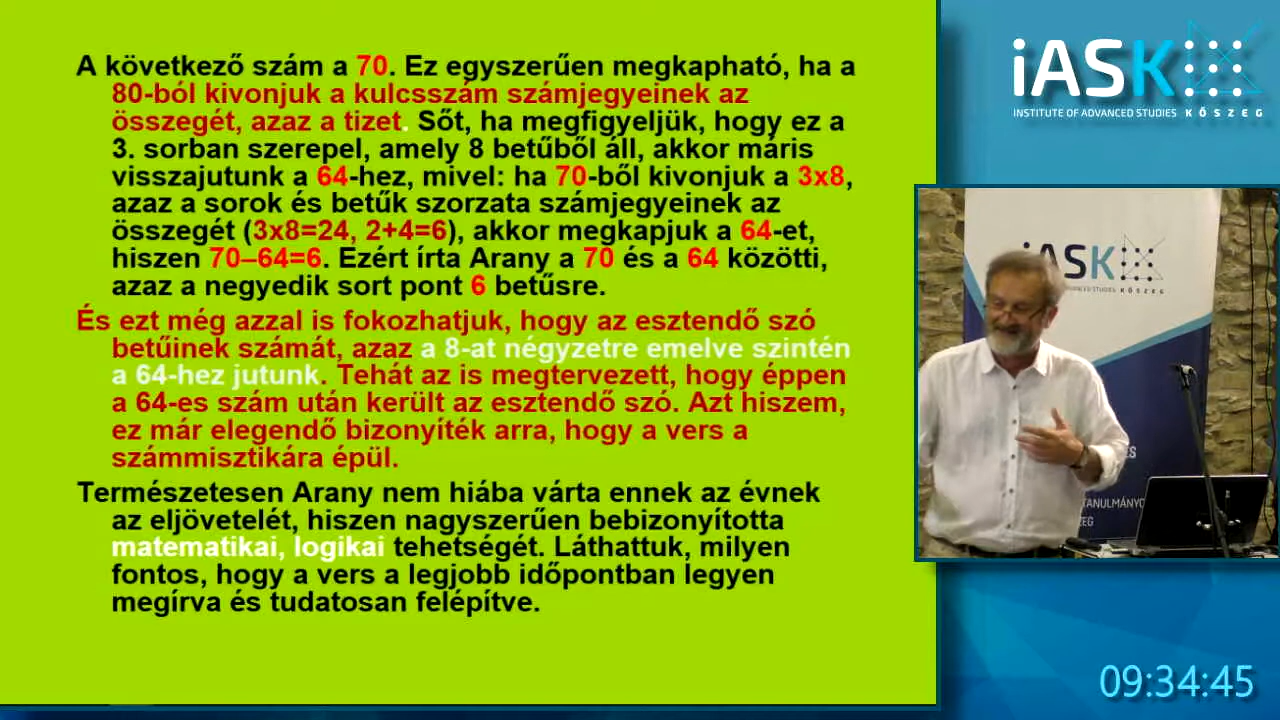 A következő szám a 70. Ez egyszerűen megkapható, ha a
80-ból kivonjuk a kulcsszám számjegyeinek az
összegét, azaz a tizet. Sőt, ha megfigyeljük, hogy ez a
3. sorban szerepel, amely 8 betűből áll, akkor máris
visszajutunk a 64-hez, mivel: ha 70-ből kivonjuk a 3x8,
azaz a sorok és betűk szorzata számjegyeinek az
összegét (3x8=24, 2+4=6), akkor megkapjuk a 64-et,
hiszen 70–64=6. Ezért írta Arany a 70 és a 64 közötti,
azaz a negyedik sort pont 6 betűsre.
És ezt még azzal is fokozhatjuk, hogy az esztendő szó
betűinek számát, azaz a 8-at négyzetre emelve szintén
a 64-hez jutunk. Tehát az is megtervezett, hogy éppen
a 64-es szám után került az esztendő szó. Azt hiszem,
ez már elegendő bizonyíték arra, hogy a vers a
számmisztikára épül.
Természetesen Arany nem hiába várta ennek az évnek
az eljövetelét, hiszen nagyszerűen bebizonyította
matematikai, logikai tehetségét. Láthattuk, milyen
fontos, hogy a vers a legjobb időpontban legyen
megírva és tudatosan felépítve.
iASK
INSTITUTE OF ADVANCED STUDIES KŐSZEG
iASK
KŐSZEG
TANULMÁNYO
ZEG
09:34:45